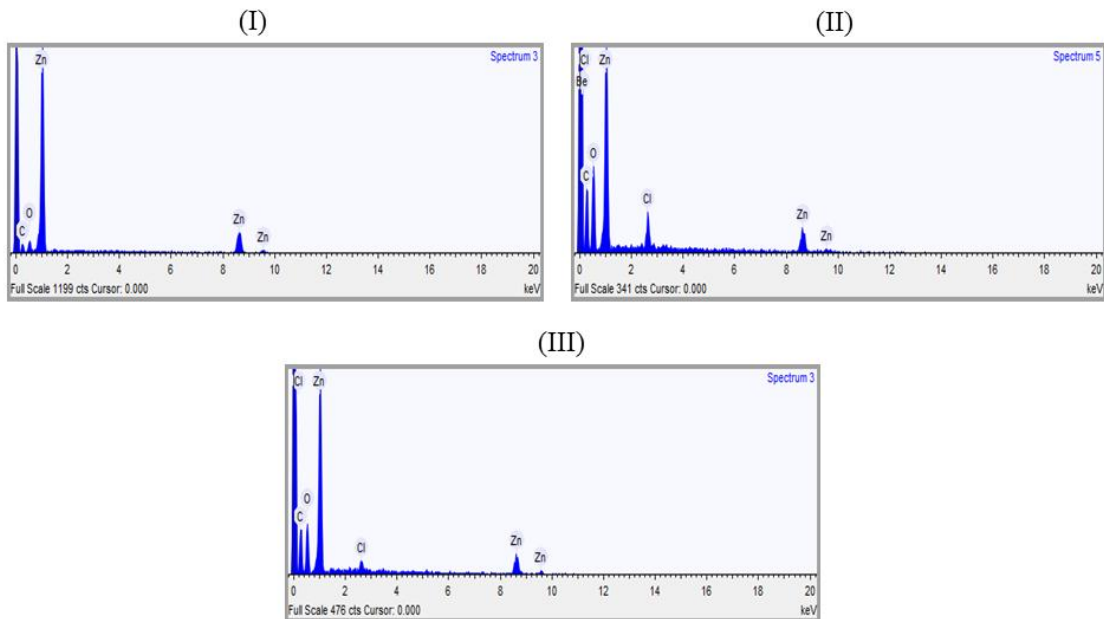 (I)
(II)
Spectrum 3
Zn
O
C
Zn
Zn
0 2 4 6 8 10 12 14 16 18 20
Full Scale 1199 cts Cursor: 0.000 keV
Spectrum 5
Cl Zn
Be
O
C
Cl
Zn
Zn
0 2 4 6 8 10 12 14 16 18 20
Full Scale 341 cts Cursor: 0.000 keV
(III)
Spectrum 3
Cl Zn
O
C
Cl
Zn
Zn
0 2 4 6 8 10 12 14 16 18 20
Full Scale 476 cts Cursor: 0.000 keV